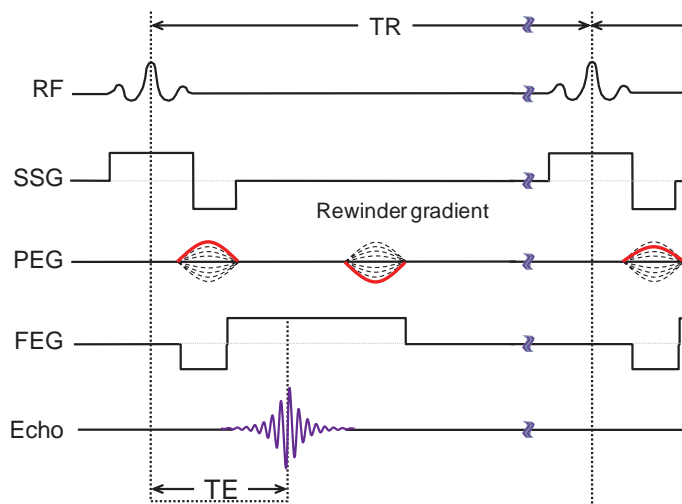 TR
RF
SSG
Rewinder gradient
PEG
FEG
Echo
TE